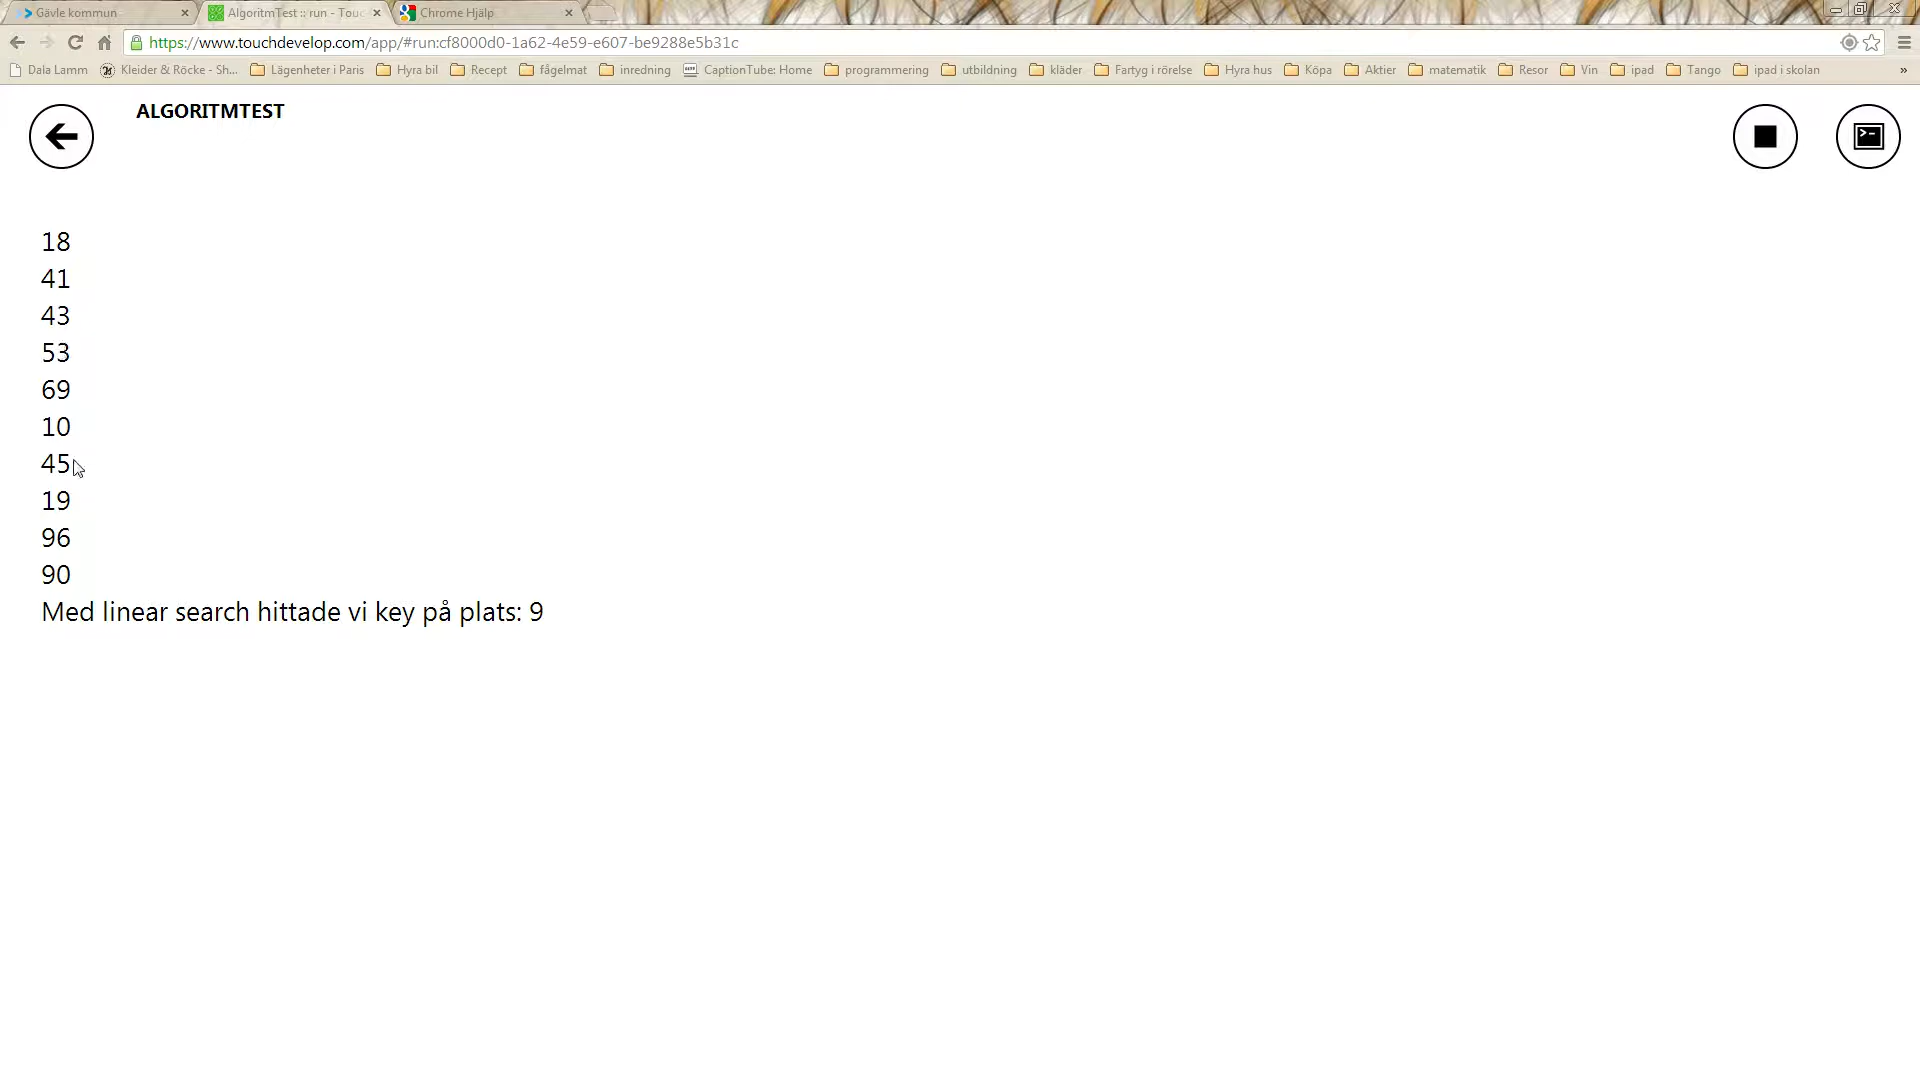 Gävle kommun
AlgoritmTest :: run - Touc
Chrome Hjälp
https://www.touchdevelop.com/app/#run:cf8000d0-1a62-4e59-e607-be9288e5b31c
Dala Lamm Kleider & Röcke - Sh... Lägenheter i Paris Hyra bil Recept fågelmat inredning CaptionTube: Home programmering utbildning kläder Fartyg i rörelse Hyra hus Köpa Aktier matematik Resor Vin ipad Tango ipad i skolan »
ALGORITMTEST
18
41
43
53
69
10
45
19
96
90
Med linear search hittade vi key på plats: 9